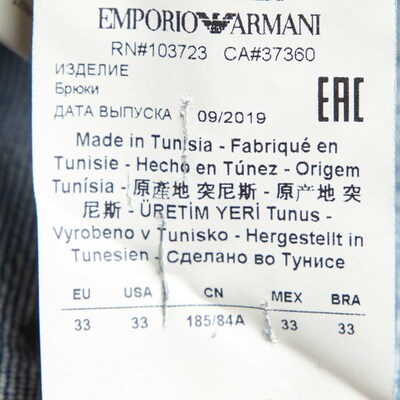 EMPORIO ARMANI
RN#103723 CA#37360
ИЗДЕЛИЕ
Брюки
ДАТА ВЫПУСКА 09/2019
EAC
Made in Tunisia - Fabriqué en
Tunisie - Hecho en Túnez - Origem
Tunísia - 原產地 突尼斯 - 原产地 突
尼斯 - ÜRETİM YERİ Tunus -
Vyrobeno v Tunisko - Hergestellt in
Tunesien - Сделано во Тунисе
EU USA CN MEX BRA
33 33 185/84A 33 33